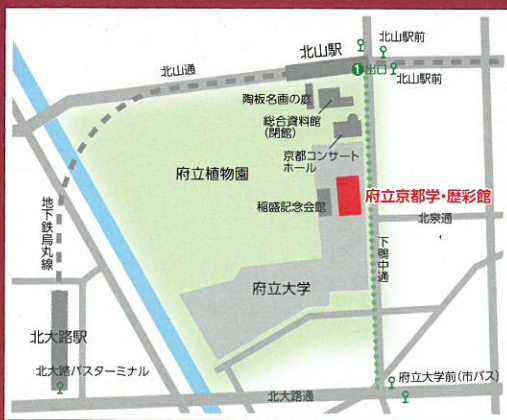 北山駅前
北山駅
❶出口
北山駅前
北山通
陶板名画の庭
総合資料館
(閉館)
京都コンサート
ホール
府立植物園
府立京都学・歴彩館
稲盛記念会館
北泉通
地下鉄烏丸線
下鴨中通
府立大学
北大路駅
北大路バスターミナル
府立大学前(市バス)
北大路通